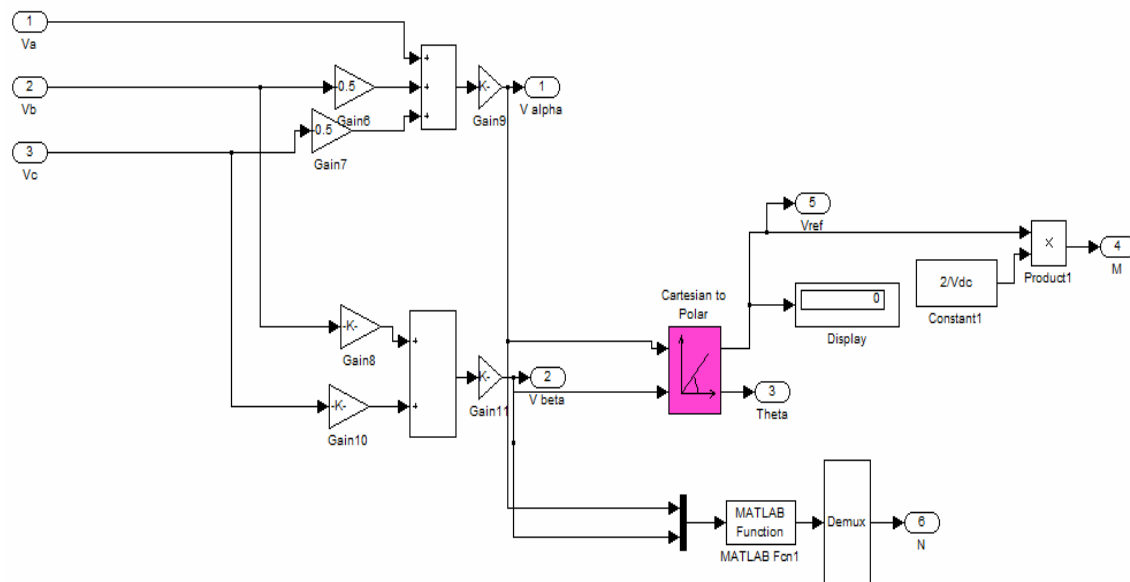 1
Va
2
Vb
3
Vc
-0.5
Gain6
-0.5
Gain7
+
+
+
K-
Gain9
1
V alpha
-K-
Gain8
-K-
Gain10
+
+
K-
Gain11
2
V beta
Cartesian to
Polar
5
Vref
0
Display
2/Vdc
Constant1
X
Product1
4
M
3
Theta
MATLAB
Function
MATLAB Fcn1
Demux
6
N